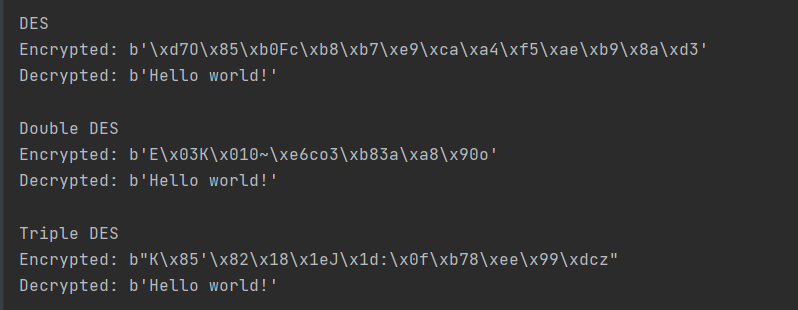 DES
Encrypted: b'\xd7O\x85\xb0Fc\xb8\xb7\xe9\xca\xa4\xf5\xae\xb9\x8a\xd3'
Decrypted: b'Hello world!'
Double DES
Encrypted: b'E\x03K\x010~\xe6co3\xb83a\xa8\x90o'
Decrypted: b'Hello world!'
Triple DES
Encrypted: b"K\x85'\x82\x18\x1eJ\x1d:\x0f\xb78\xee\x99\xdcz"
Decrypted: b'Hello world!'